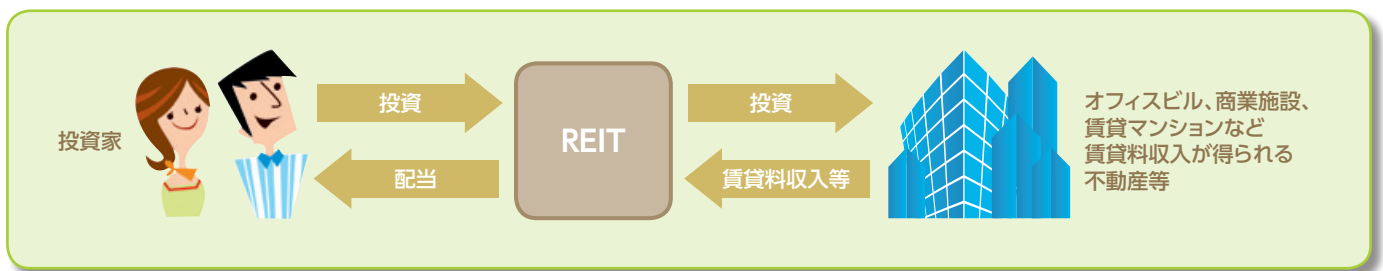 投資家
投資
配当
REIT
投資
賃貸料収入等
オフィスビル、商業施設、
賃貸マンションなど
賃貸料収入が得られる
不動産等